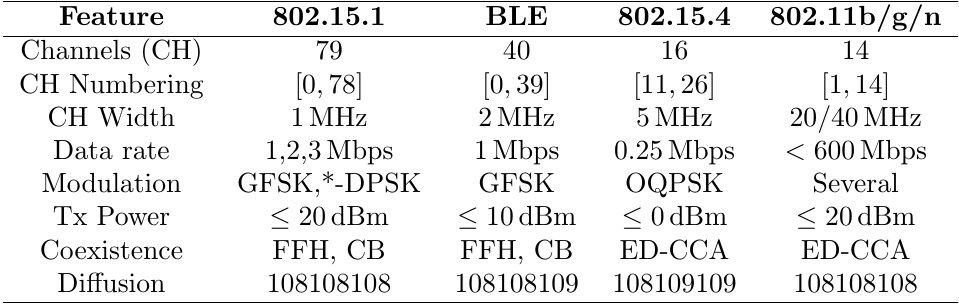 Feature 802.15.1 BLE 802.15.4 802.11b/g/n
Channels (CH) 79 40 16 14
CH Numbering [0, 78] [0, 39] [11, 26] [1, 14]
CH Width 1 MHz 2 MHz 5 MHz 20/40 MHz
Data rate 1,2,3 Mbps 1 Mbps 0.25 Mbps < 600 Mbps
Modulation GFSK,*-DPSK GFSK OQPSK Several
Tx Power ≤ 20 dBm ≤ 10 dBm ≤ 0 dBm ≤ 20 dBm
Coexistence FFH, CB FFH, CB ED-CCA ED-CCA
Diffusion 108108108 108108109 108109109 108108108